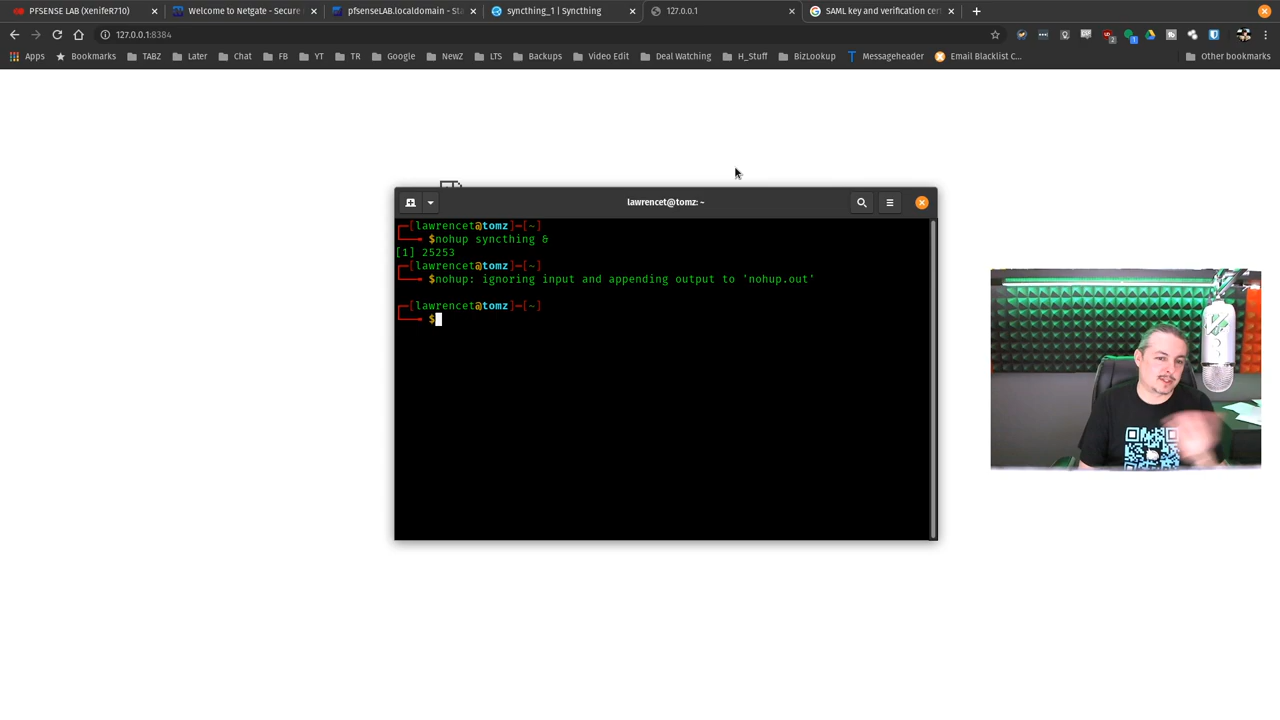 PFSENSE LAB (XenifeR710)
Welcome to Netgate - Secure
pfsenseLAB.localdomain - Sta
syncthing_1 | Syncthing
127.0.0.1
SAML key and verification cer
127.0.0.1:8384
Apps
Bookmarks
TABZ
Later
Chat
FB
YT
TR
Google
NewZ
LTS
Backups
Video Edit
Deal Watching
H_Stuff
BizLookup
Messageheader
Email Blacklist C...
Other bookmarks
lawrencet@tomz: ~
┌─[lawrencet@tomz]─[~]
└──╼ $nohup syncthing &
[1] 25253
┌─[lawrencet@tomz]─[~]
└──╼ $nohup: ignoring input and appending output to 'nohup.out'
┌─[lawrencet@tomz]─[~]
└──╼ $